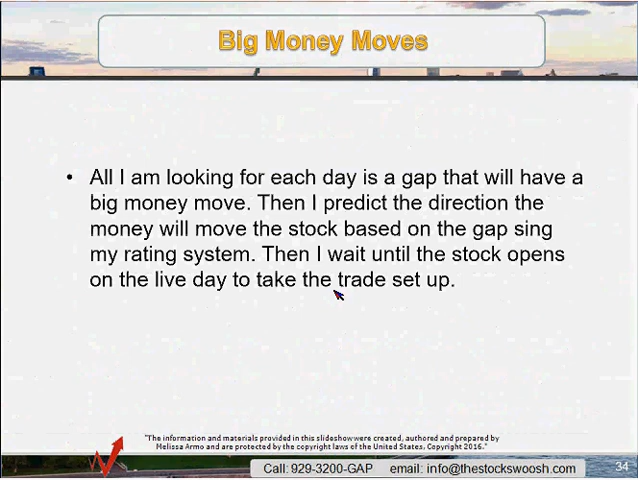 Big Money Moves
• All I am looking for each day is a gap that will have a
big money move. Then I predict the direction the
money will move the stock based on the gap sing
my rating system. Then I wait until the stock opens
on the live day to take the trade set up.
"The information and materials provided in this slideshow were created, authored and prepared by
Melissa Armo and are protected by the copyright laws of the United States. Copyright 2016."
Call: 929-3200-GAP email: info@thestockswoosh.com
34